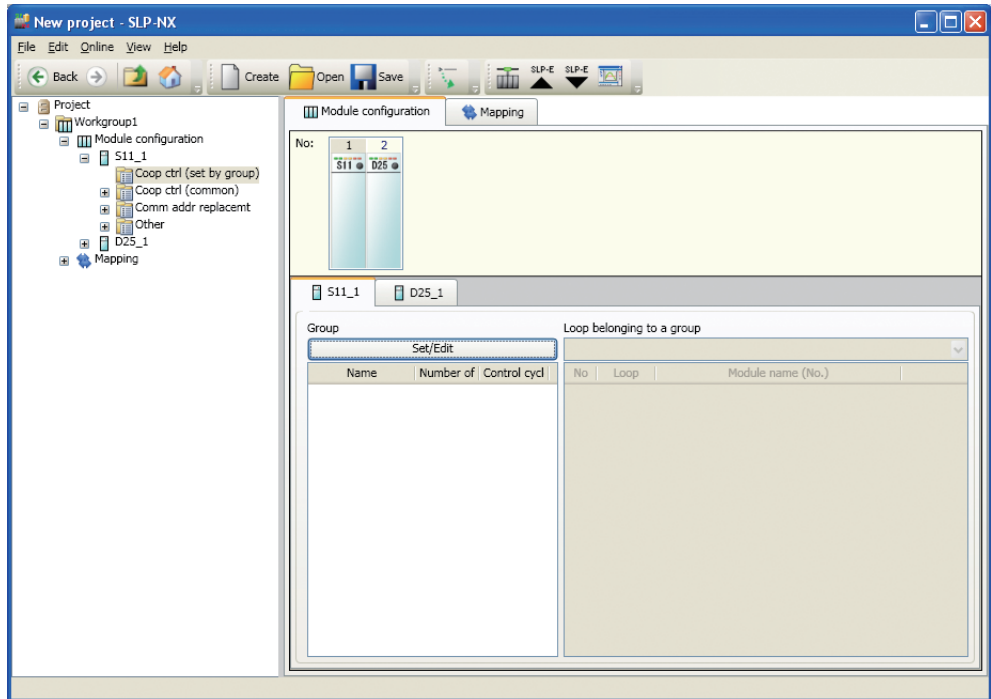 New project - SLP-NX
File Edit Online View Help
Back Create Open Save SLP-E SLP-E
Project
Workgroup1
Module configuration
S11_1
Coop ctrl (set by group)
Coop ctrl (common)
Comm addr replacemt
Other
D25_1
Mapping
Module configuration Mapping
No: 1 2
S11 D25
S11_1 D25_1
Group Loop belonging to a group
Set/Edit
Name Number of Control cycl No Loop Module name (No.)